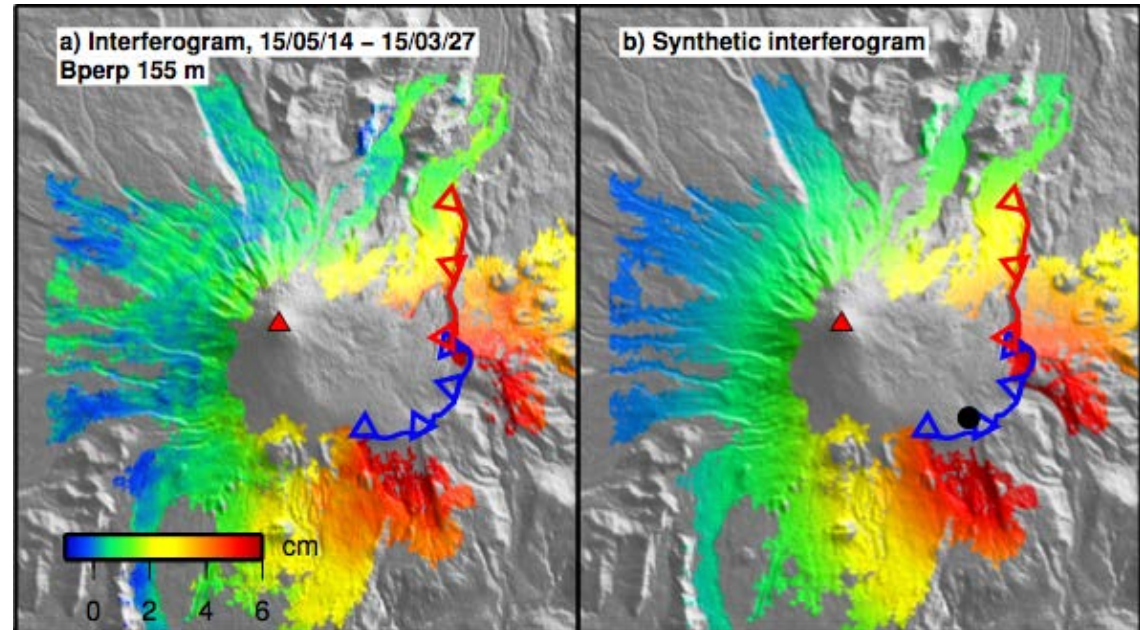 a) Interferogram, 15/05/14 − 15/03/27
Bperp 155 m
cm
0 2 4 6
b) Synthetic interferogram